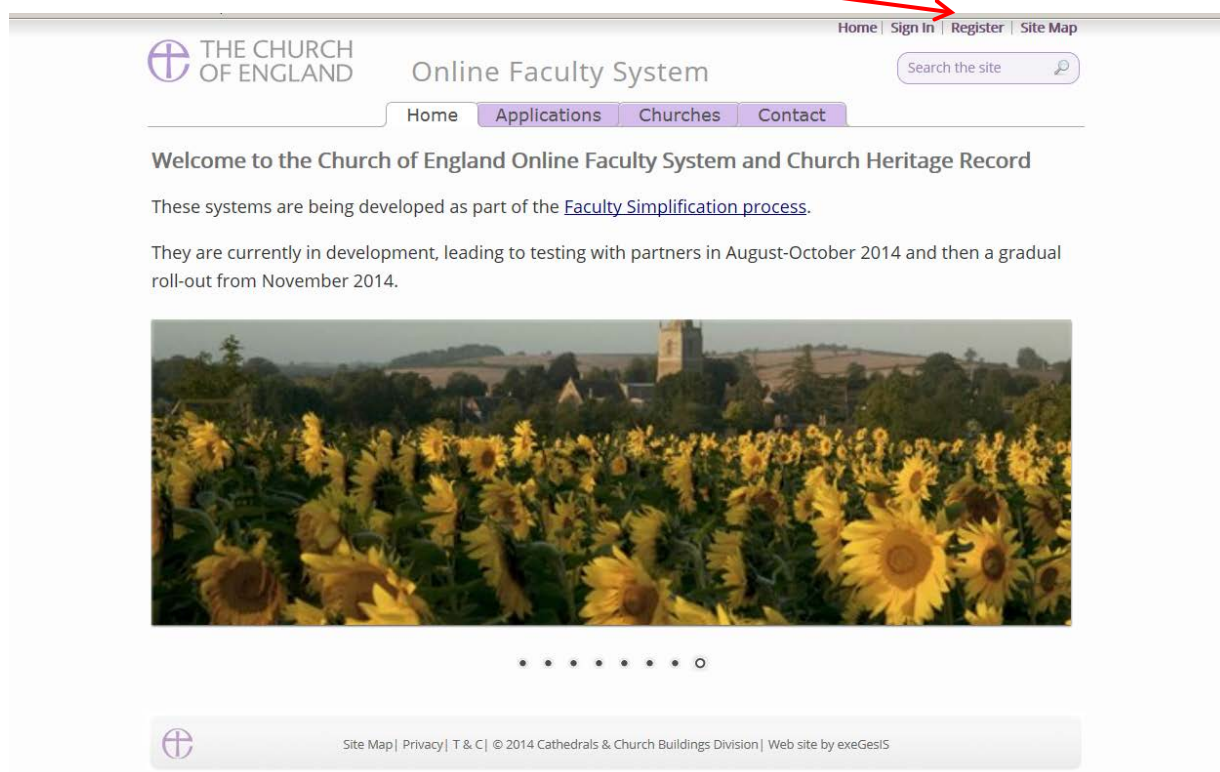 Home | Sign In | Register | Site Map
THE CHURCH
OF ENGLAND
Online Faculty System
Search the site
Home Applications Churches Contact
Welcome to the Church of England Online Faculty System and Church Heritage Record
These systems are being developed as part of the Faculty Simplification process.
They are currently in development, leading to testing with partners in August-October 2014 and then a gradual
roll-out from November 2014.
Site Map| Privacy| T & C| © 2014 Cathedrals & Church Buildings Division| Web site by exeGesIS